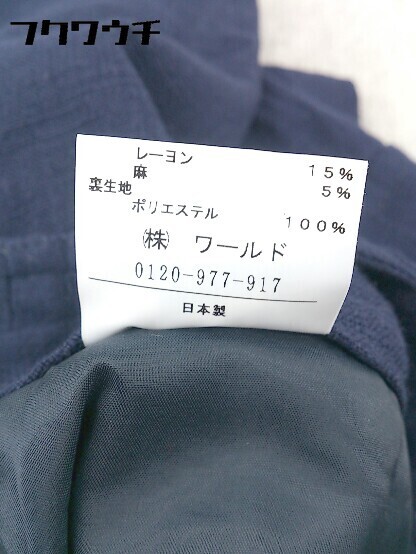 フクワウチ
レーヨン 15%
麻 5%
裏生地
ポリエステル 100%
㈱ ワールド
0120-977-917
日本製